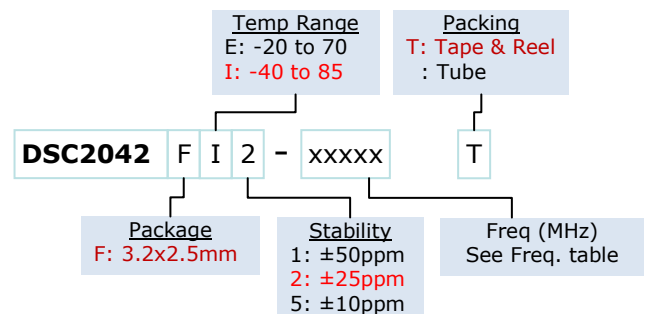 Temp Range
E: -20 to 70
I: -40 to 85
Packing
T: Tape & Reel
: Tube
DSC2042 F I 2 - xxxxx T
Package
F: 3.2x2.5mm
Stability
1: ±50ppm
2: ±25ppm
5: ±10ppm
Freq (MHz)
See Freq. table